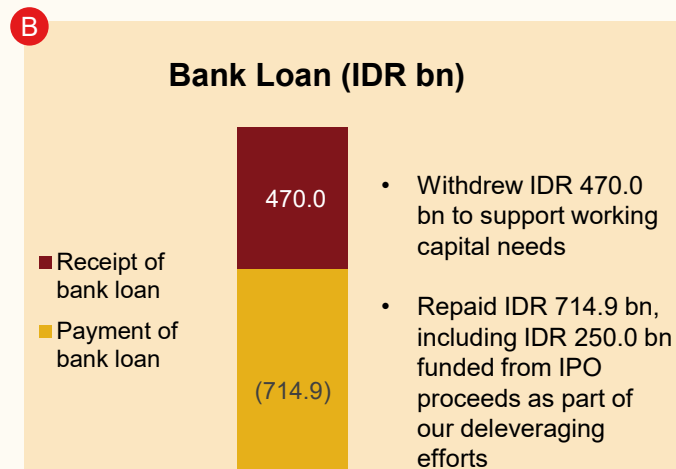 B
Bank Loan (IDR bn)
470.0
(714.9)
Receipt of
bank loan
Payment of
bank loan
• Withdrew IDR 470.0
bn to support working
capital needs
• Repaid IDR 714.9 bn,
including IDR 250.0 bn
funded from IPO
proceeds as part of
our deleveraging
efforts